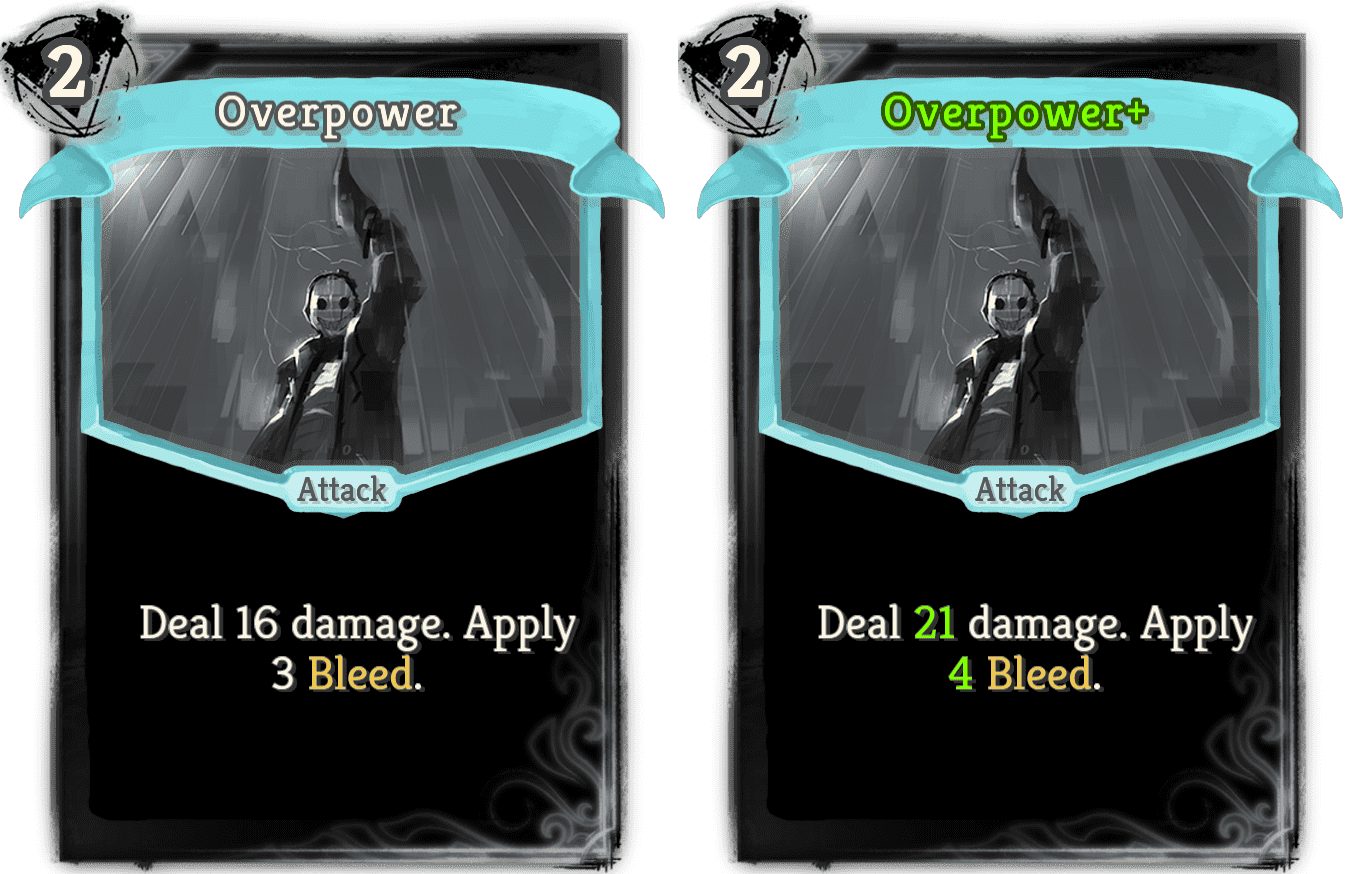 2
Overpower
Attack
Deal 16 damage. Apply
3 Bleed.
2
Overpower+
Attack
Deal 21 damage. Apply
4 Bleed.